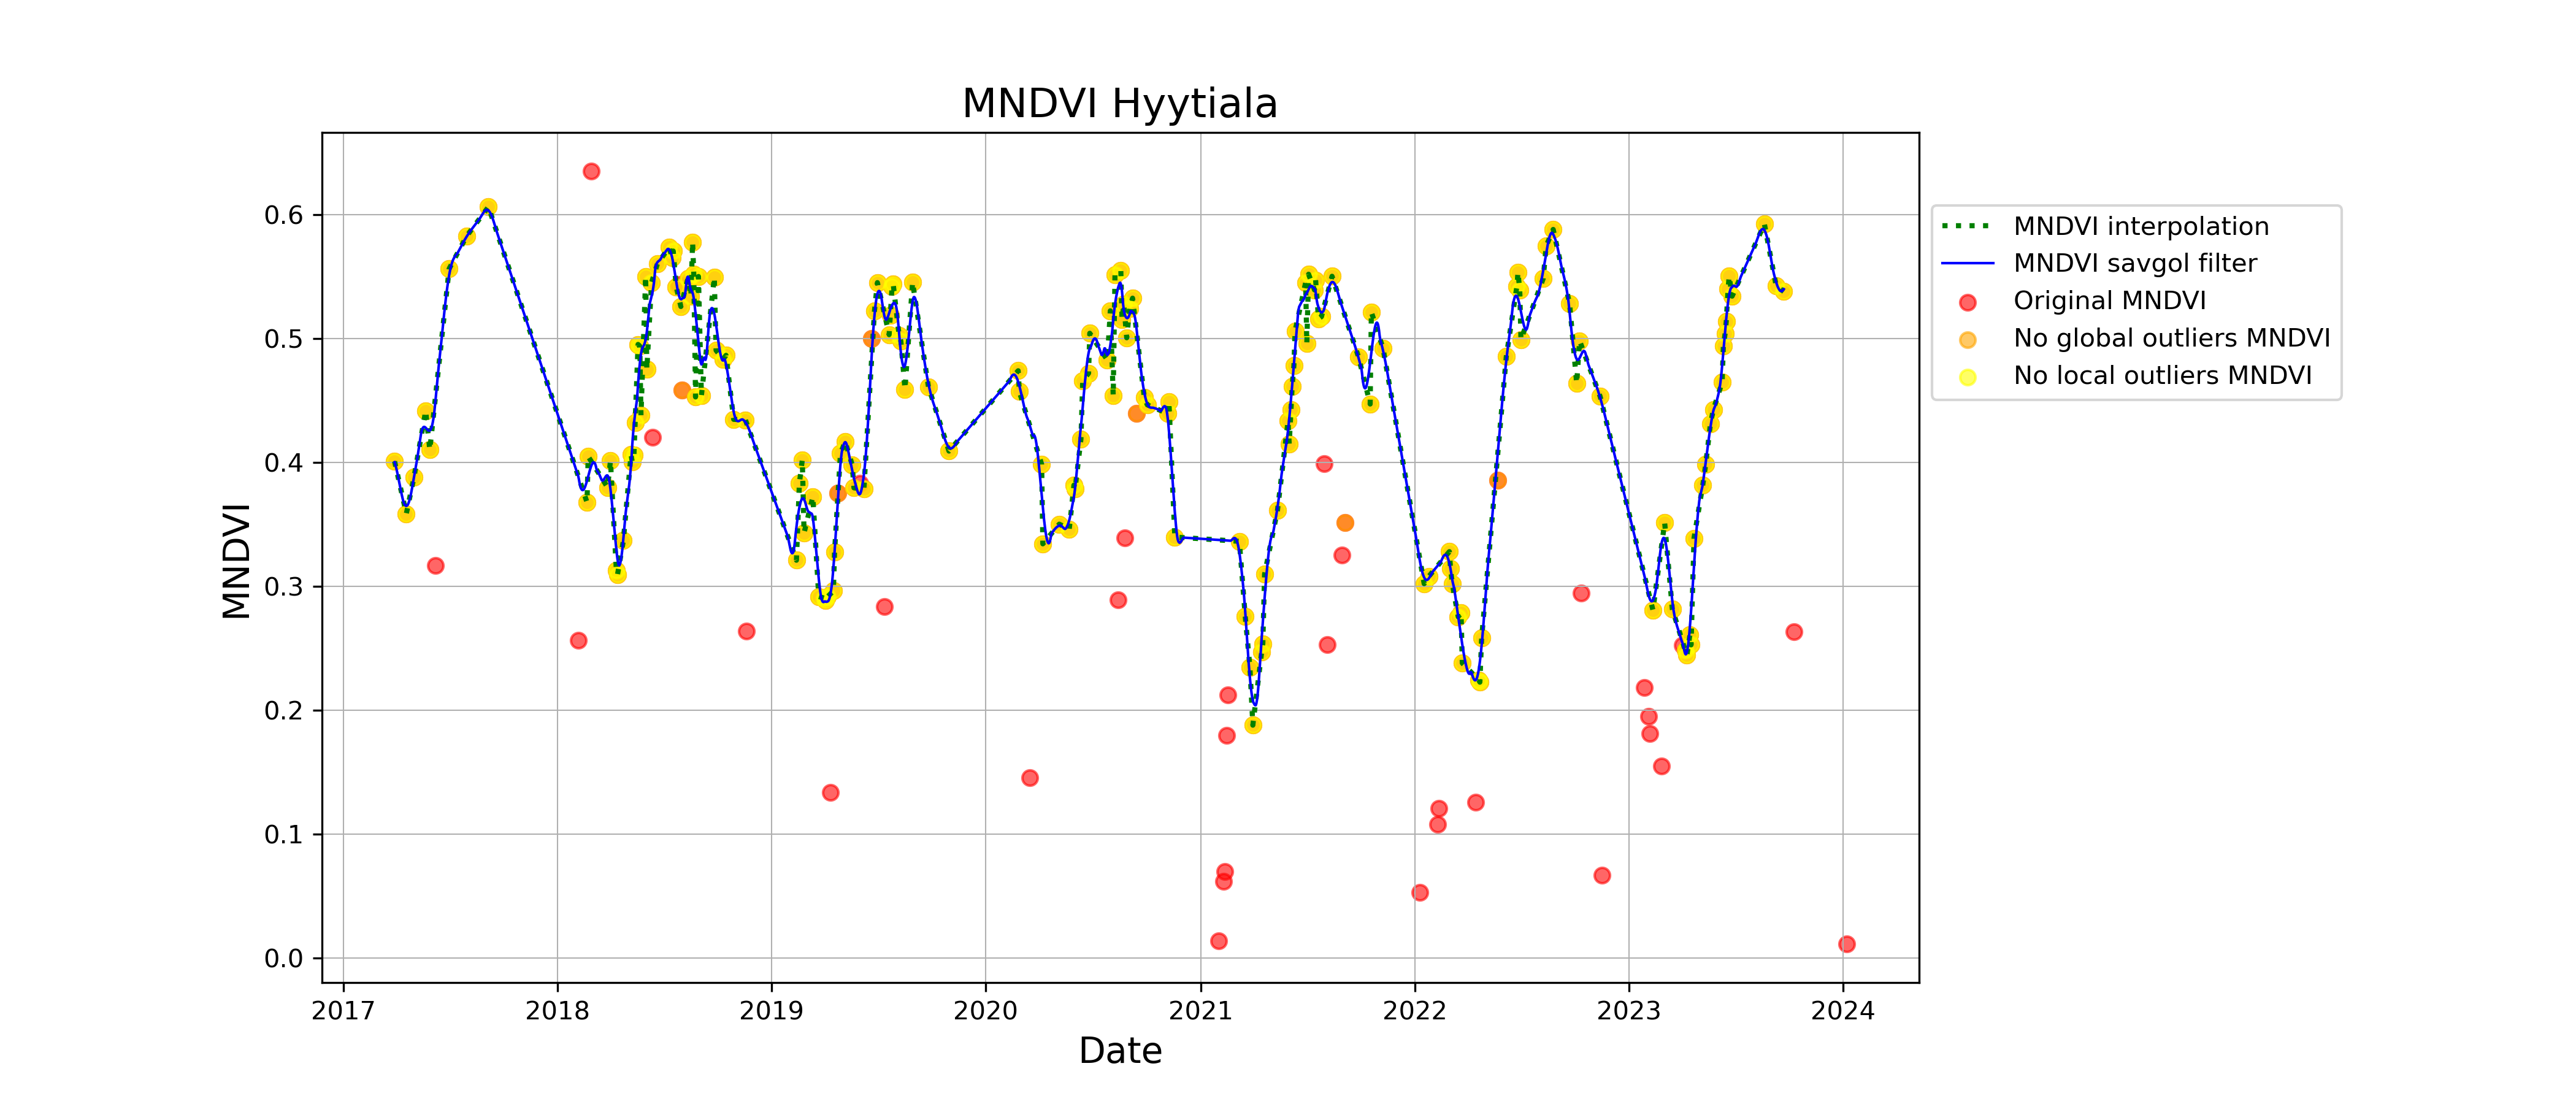 MNDVI Hyytiala
MNDVI
0.6
0.5
0.4
0.3
0.2
0.1
0.0
2017 2018 2019 2020 2021 2022 2023 2024
Date
MNDVI interpolation
MNDVI savgol filter
Original MNDVI
No global outliers MNDVI
No local outliers MNDVI